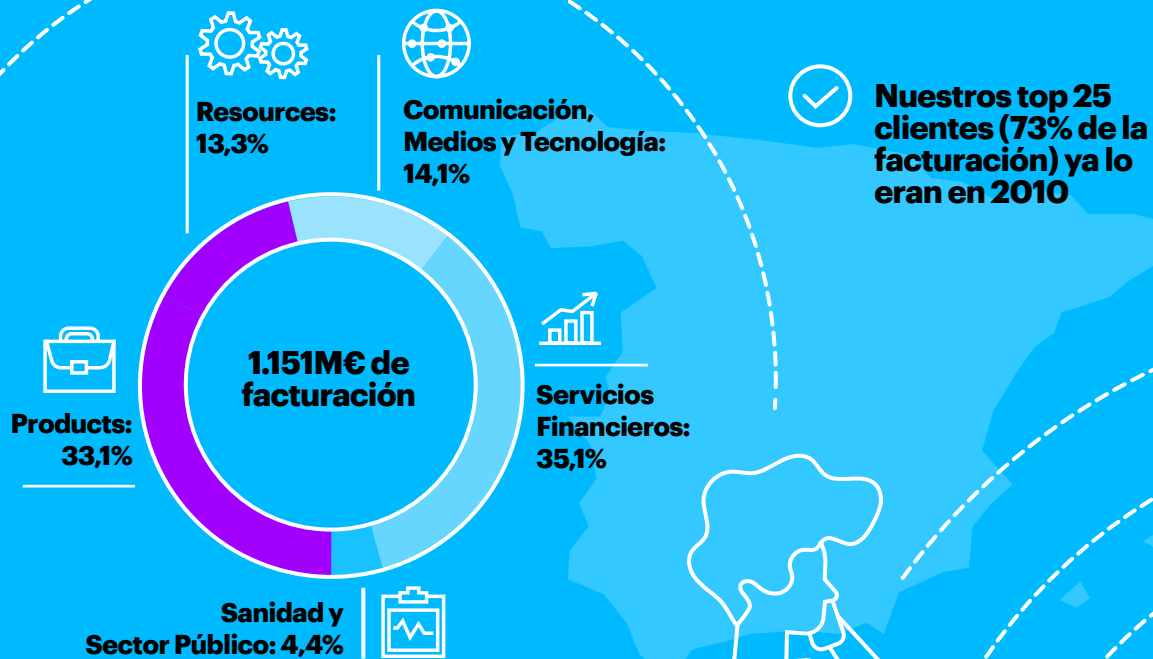 Resources:
13,3%
Comunicación,
Medios y Tecnología:
14,1%
Nuestros top 25
clientes (73% de la
facturación) ya lo
eran en 2010
1.151M€ de
facturación
Products:
33,1%
Servicios
Financieros:
35,1%
Sanidad y
Sector Público: 4,4%